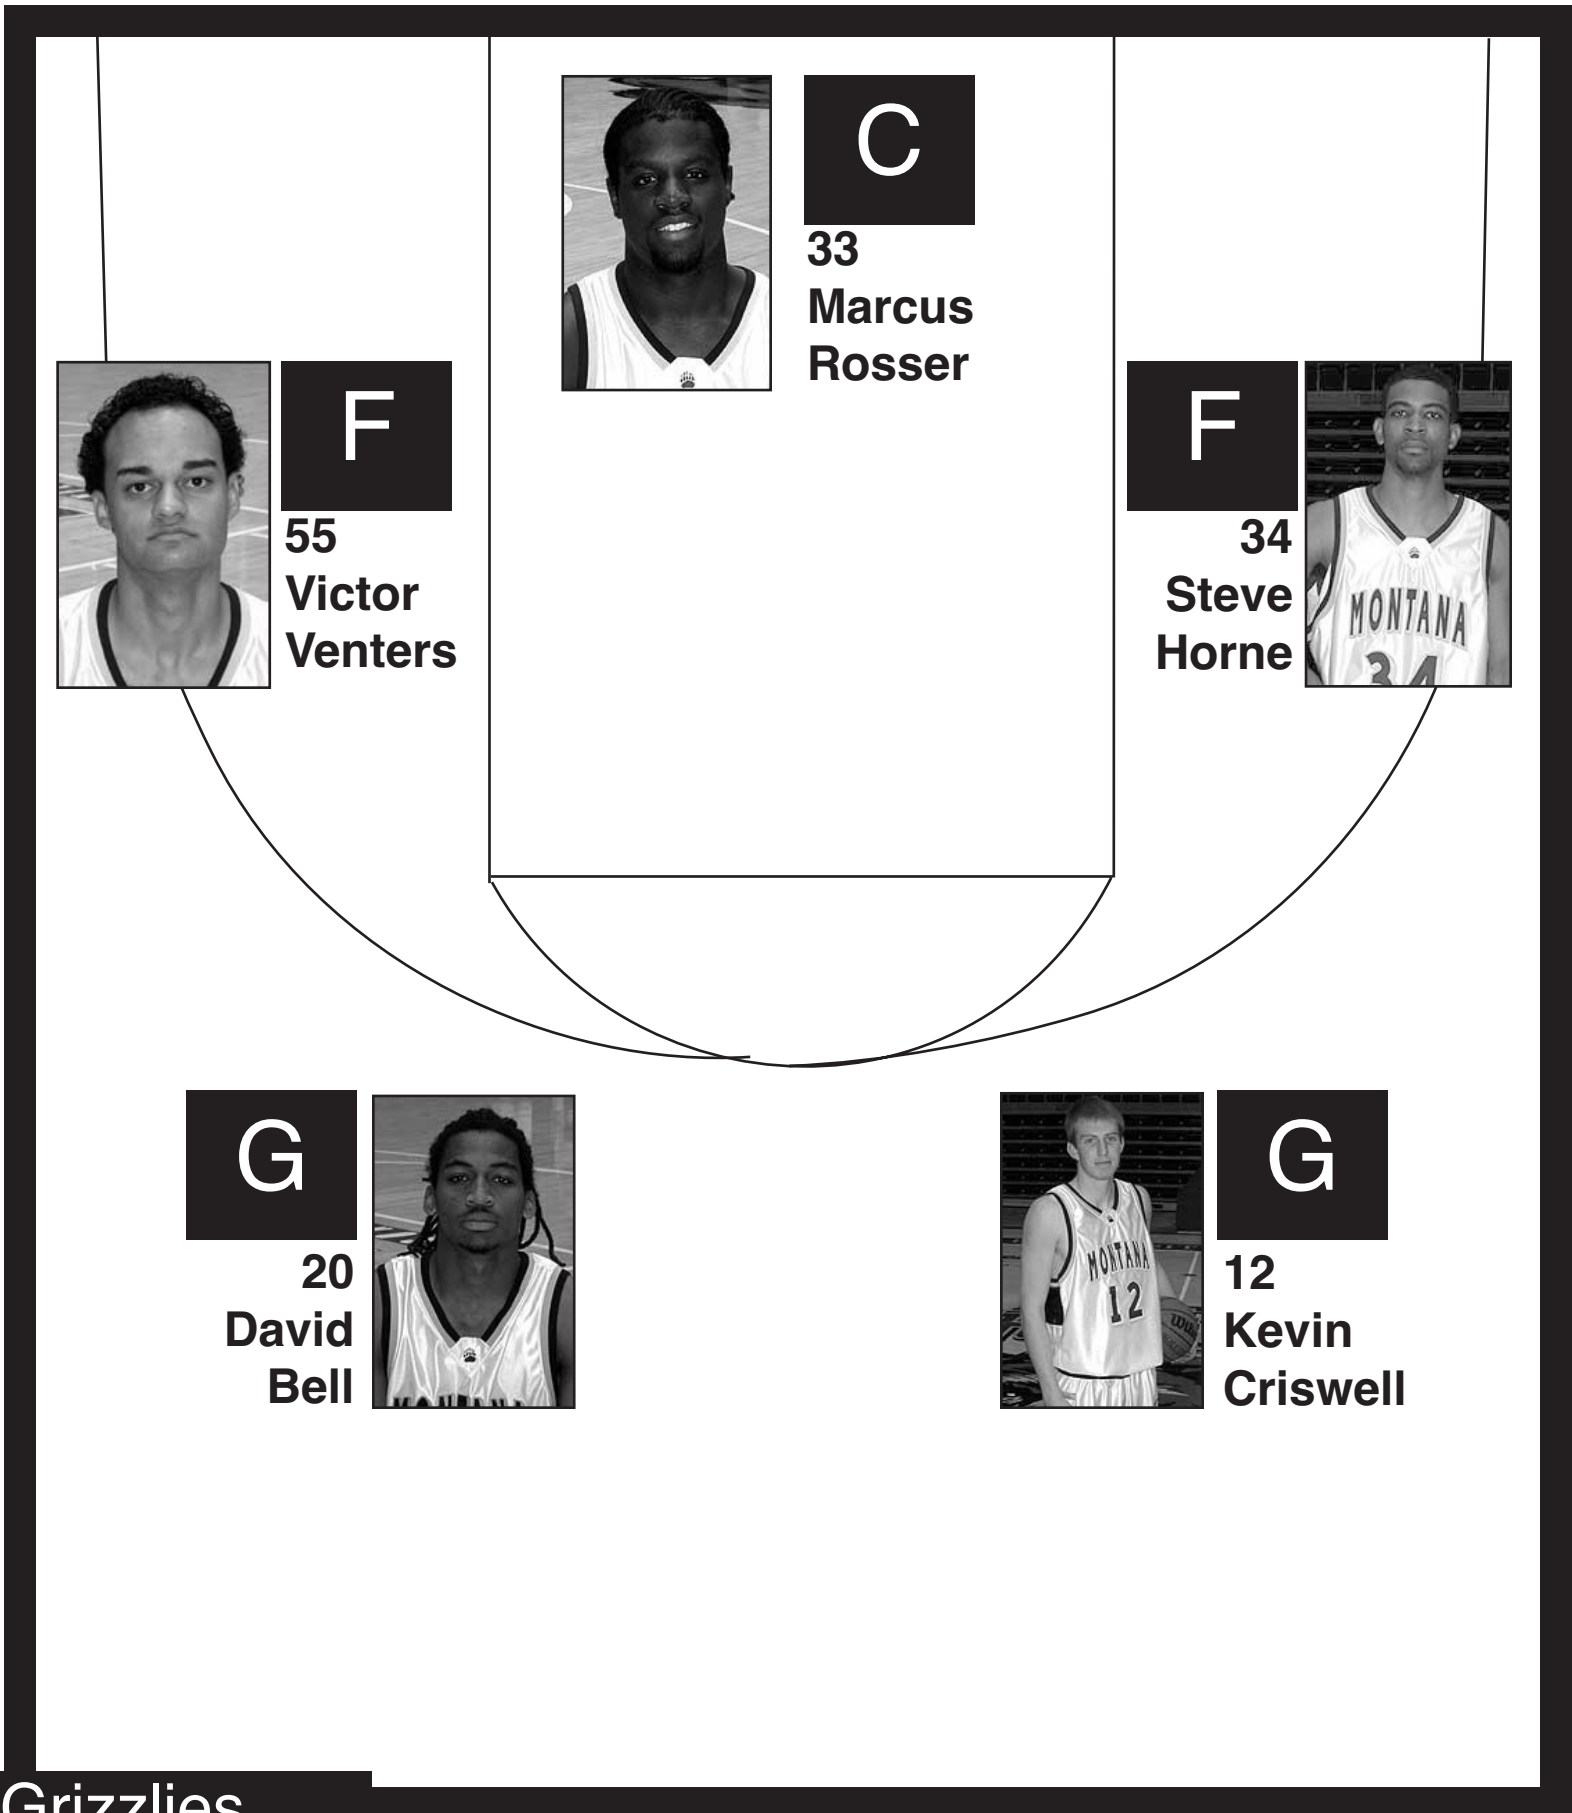 C
33
Marcus
Rosser
F
55
Victor
Venters
F
34
Steve
Horne
MONTANA
34
G
20
David
Bell
G
12
Kevin
Criswell
MONTANA
12
Grizzlies